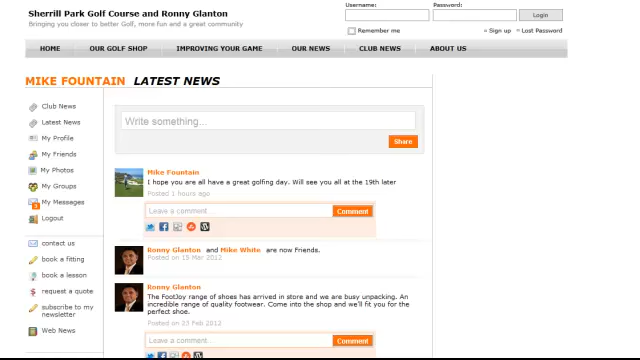 Sherrill Park Golf Course and Ronny Glanton
Bringing you closer to better Golf, more fun and a great community
Username:
Password:
Login
Remember me
Sign up
Lost Password
HOME
OUR GOLF SHOP
IMPROVING YOUR GAME
OUR NEWS
CLUB NEWS
ABOUT US
MIKE FOUNTAIN LATEST NEWS
Club News
Latest News
My Profile
My Friends
My Photos
My Groups
My Messages
Logout
contact us
book a fitting
book a lesson
request a quote
subscribe to my
newsletter
Web News
Write something...
Share
Mike Fountain
I hope you are all have a great golfing day. Will see you all at the 19th later
Posted 1 hours ago
Leave a comment...
Comment
Ronny Glanton and Mike White are now Friends.
Posted on 15 Mar 2012
Ronny Glanton
The FootJoy range of shoes has arrived in store and we are busy unpacking. An
incredible range of quality footwear. Come into the shop and we'll fit you for the
perfect shoe.
Posted on 23 Feb 2012
Leave a comment...
Comment